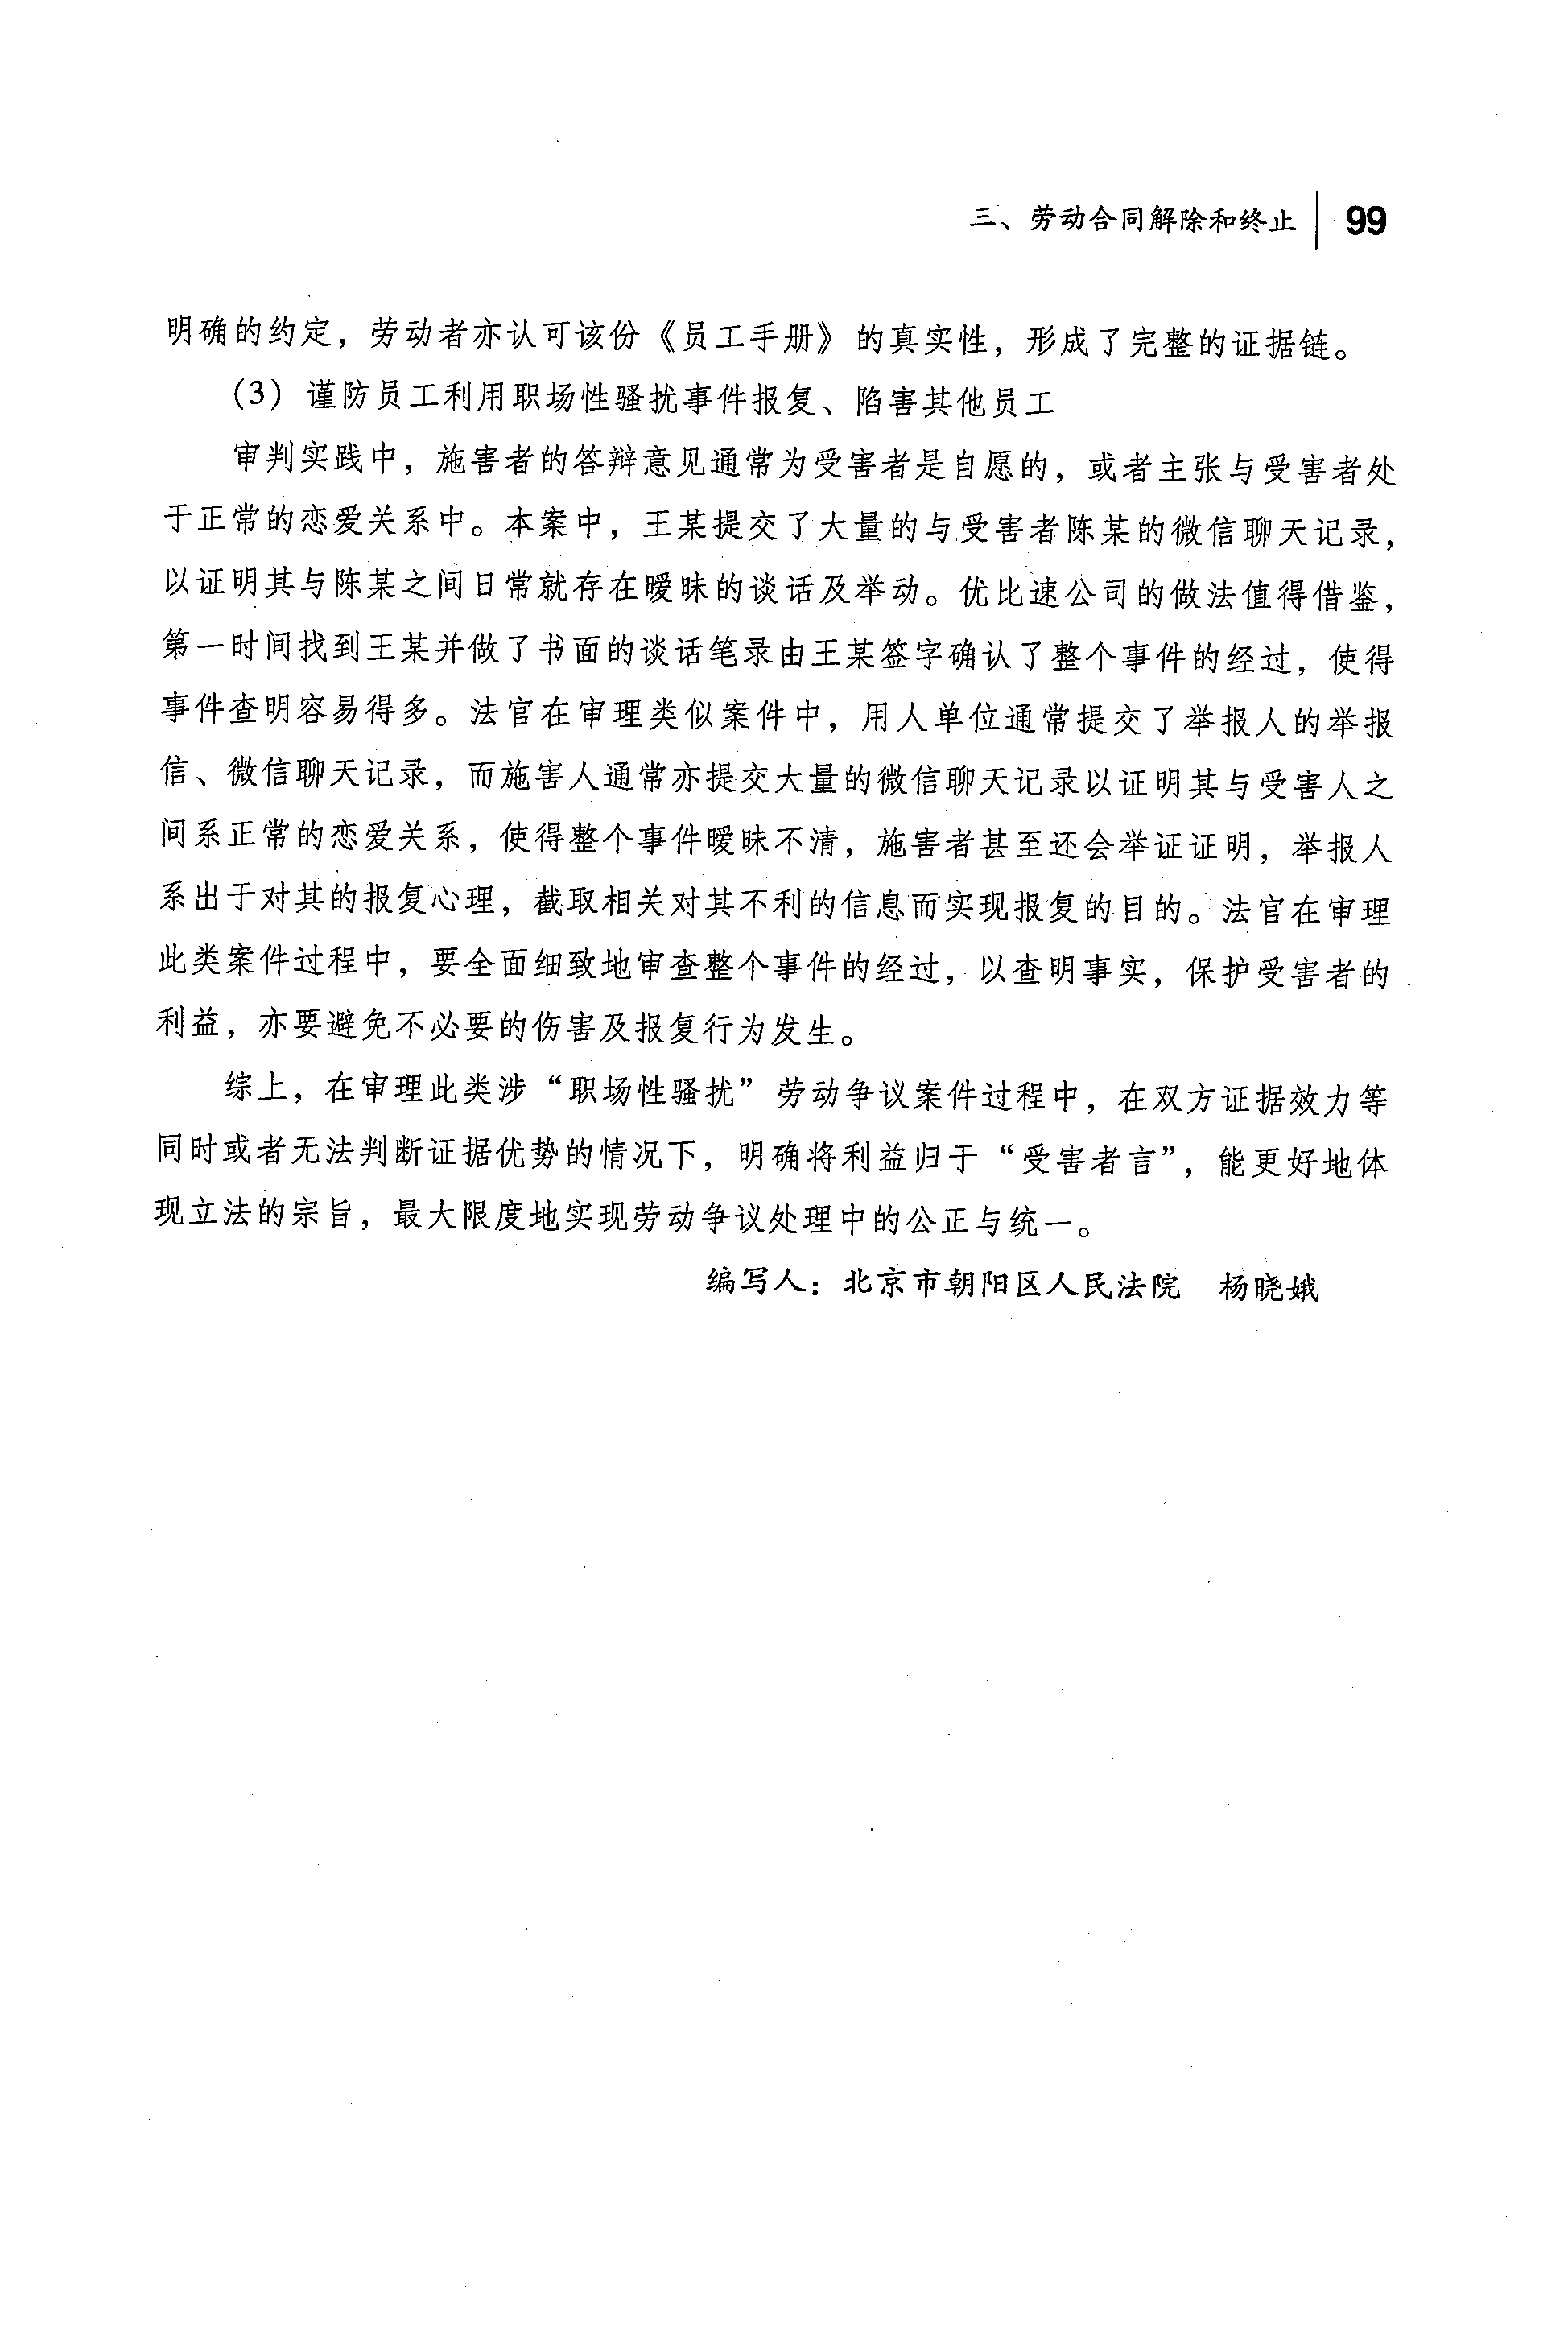 三、劳动合同解除和终止 99
明确的约定，劳动者亦认可该份《员工手册》的真实性，形成了完整的证据链。
（3）谨防员工利用职场性骚扰事件报复、陷害其他员工
审判实践中，施害者的答辩意见通常为受害者是自愿的，或者主张与受害者处
于正常的恋爱关系中。本案中，王某提交了大量的与受害者陈某的微信聊天记录，
以证明其与陈某之间日常就存在暧昧的谈话及举动。优比速公司的做法值得借鉴，
第一时间找到王某并做了书面的谈话笔录由王某签字确认了整个事件的经过，使得
事件查明容易得多。法官在审理类似案件中，用人单位通常提交了举报人的举报
信、微信聊天记录，而施害人通常亦提交大量的微信聊天记录以证明其与受害人之
间系正常的恋爱关系，使得整个事件暧昧不清，施害者甚至还会举证证明，举报人
系出于对其的报复心理，截取相关对其不利的信息而实现报复的目的。法官在审理
此类案件过程中，要全面细致地审查整个事件的经过，以查明事实，保护受害者的
利益，亦要避免不必要的伤害及报复行为发生。
综上，在审理此类涉“职场性骚扰”劳动争议案件过程中，在双方证据效力等
同时或者无法判断证据优势的情况下，明确将利益归于“受害者言”，能更好地体
现立法的宗旨，最大限度地实现劳动争议处理中的公正与统一。
编写人：北京市朝阳区人民法院 杨晓娥